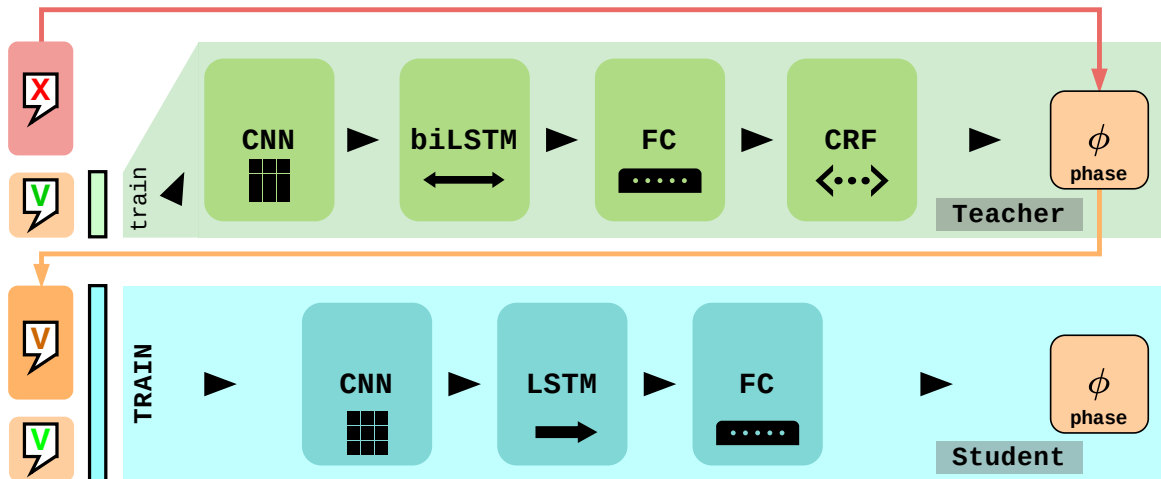 X
V
train
CNN
biLSTM
FC
CRF
ϕ
phase
Teacher
V
V
TRAIN
CNN
LSTM
FC
ϕ
phase
Student